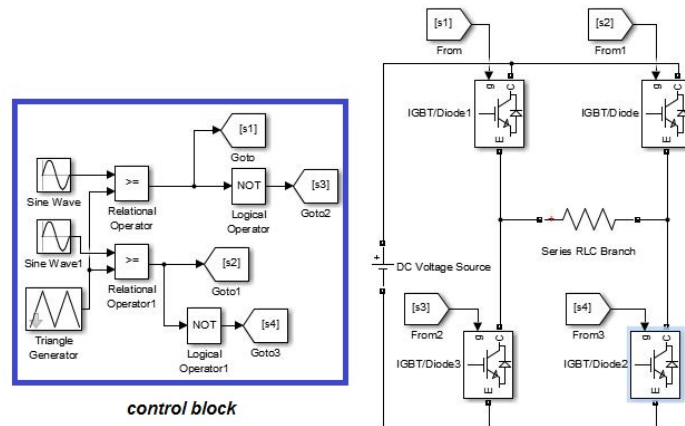 [s1]
From
[s2]
From1
g
C
IGBT/Diode1
E
g
C
IGBT/Diode
E
[s1]
Goto
Sine Wave
>=
Relational
Operator
NOT
Logical
Operator
[s3]
Goto2
Sine Wave1
>=
Relational
Operator1
[s2]
Goto1
Triangle
Generator
NOT
Logical
Operator1
[s4]
Goto3
control block
+
Series RLC Branch
+
DC Voltage Source
[s3]
From2
g
C
IGBT/Diode3
E
[s4]
From3
g
C
IGBT/Diode2
E